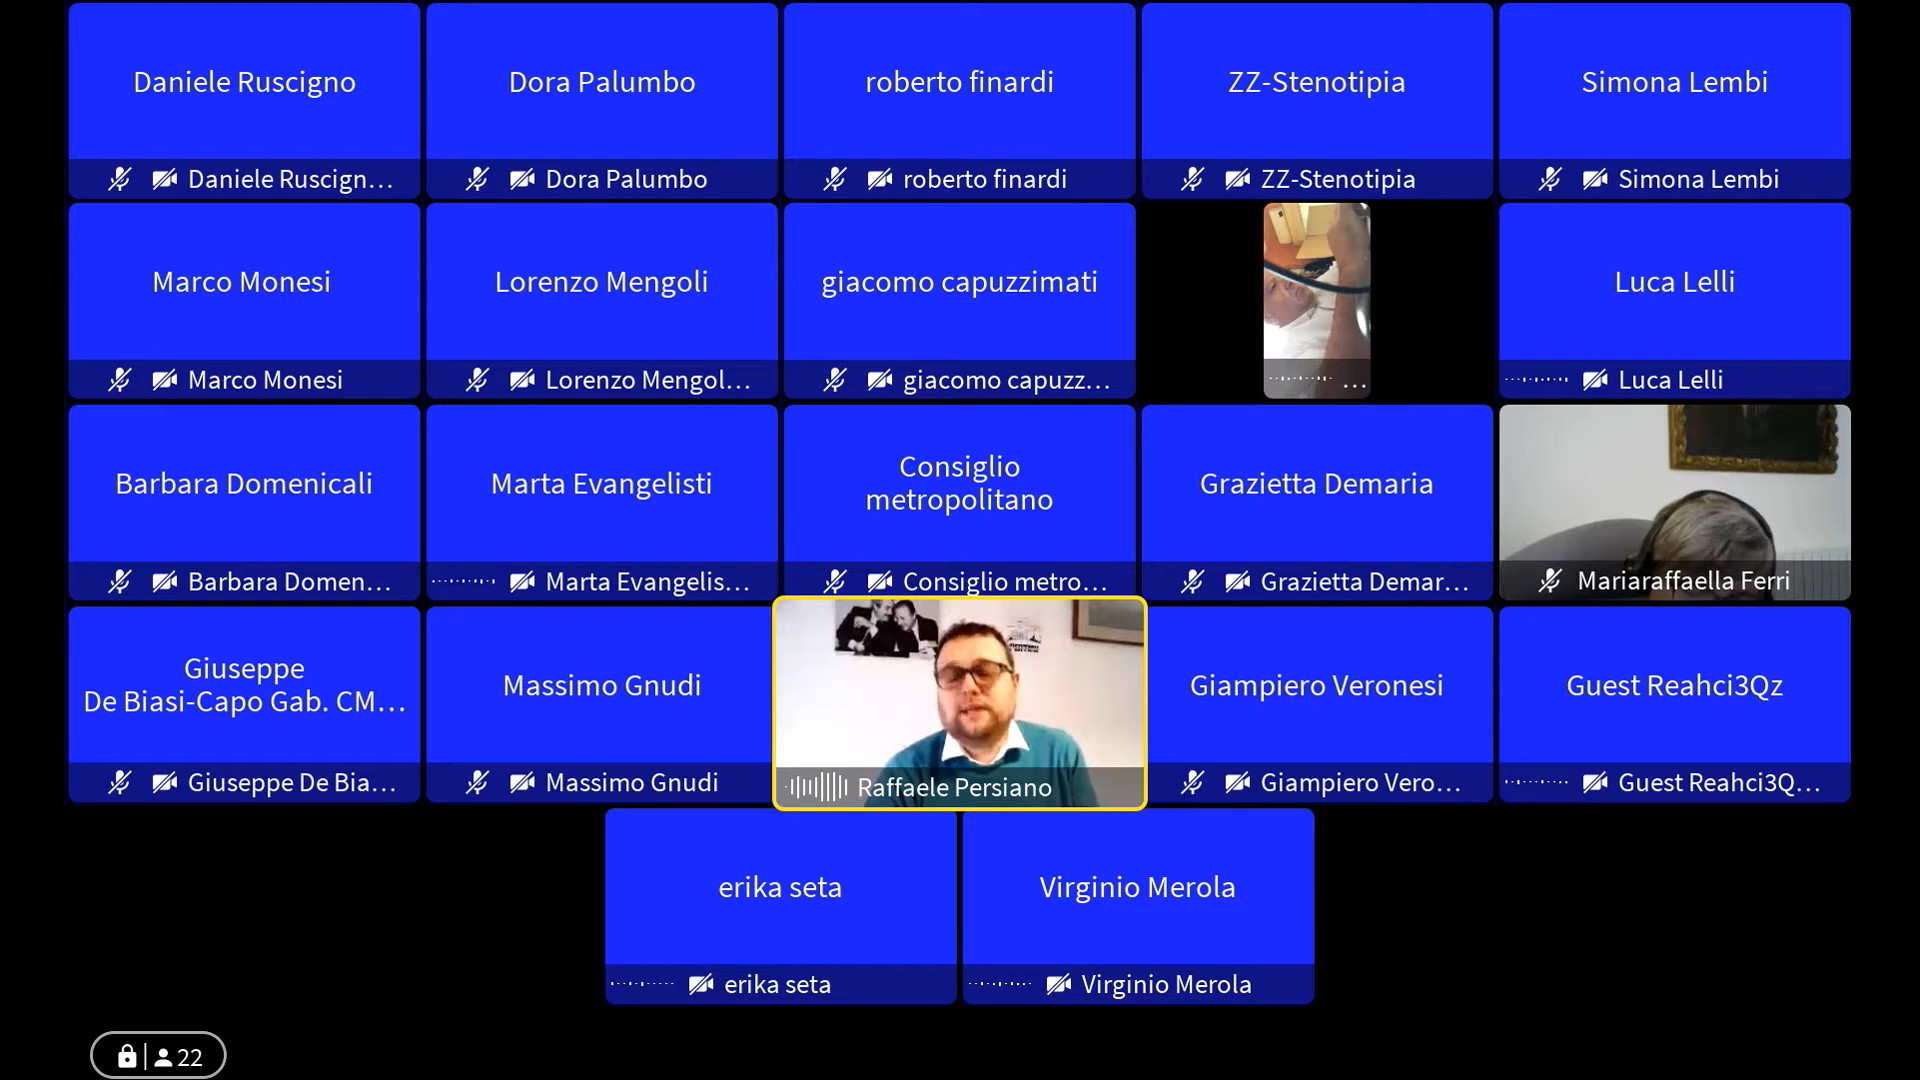 Daniele Ruscigno
Dora Palumbo
roberto finardi
ZZ-Stenotipia
Simona Lembi
Daniele Ruscign...
Dora Palumbo
roberto finardi
ZZ-Stenotipia
Simona Lembi
Marco Monesi
Lorenzo Mengoli
giacomo capuzzimati
Luca Lelli
Marco Monesi
Lorenzo Mengol...
giacomo capuzz...
...
Luca Lelli
Barbara Domenicali
Marta Evangelisti
Consiglio
metropolitano
Grazietta Demaria
Barbara Domen...
Marta Evangelis...
Consiglio metro...
Grazietta Demar...
Mariaraffaella Ferri
Giuseppe
De Biasi-Capo Gab. CM...
Massimo Gnudi
Giampiero Veronesi
Guest Reahci3Qz
Giuseppe De Bia...
Massimo Gnudi
Raffaele Persiano
Giampiero Vero...
Guest Reahci3Q...
erika seta
Virginio Merola
erika seta
Virginio Merola
22